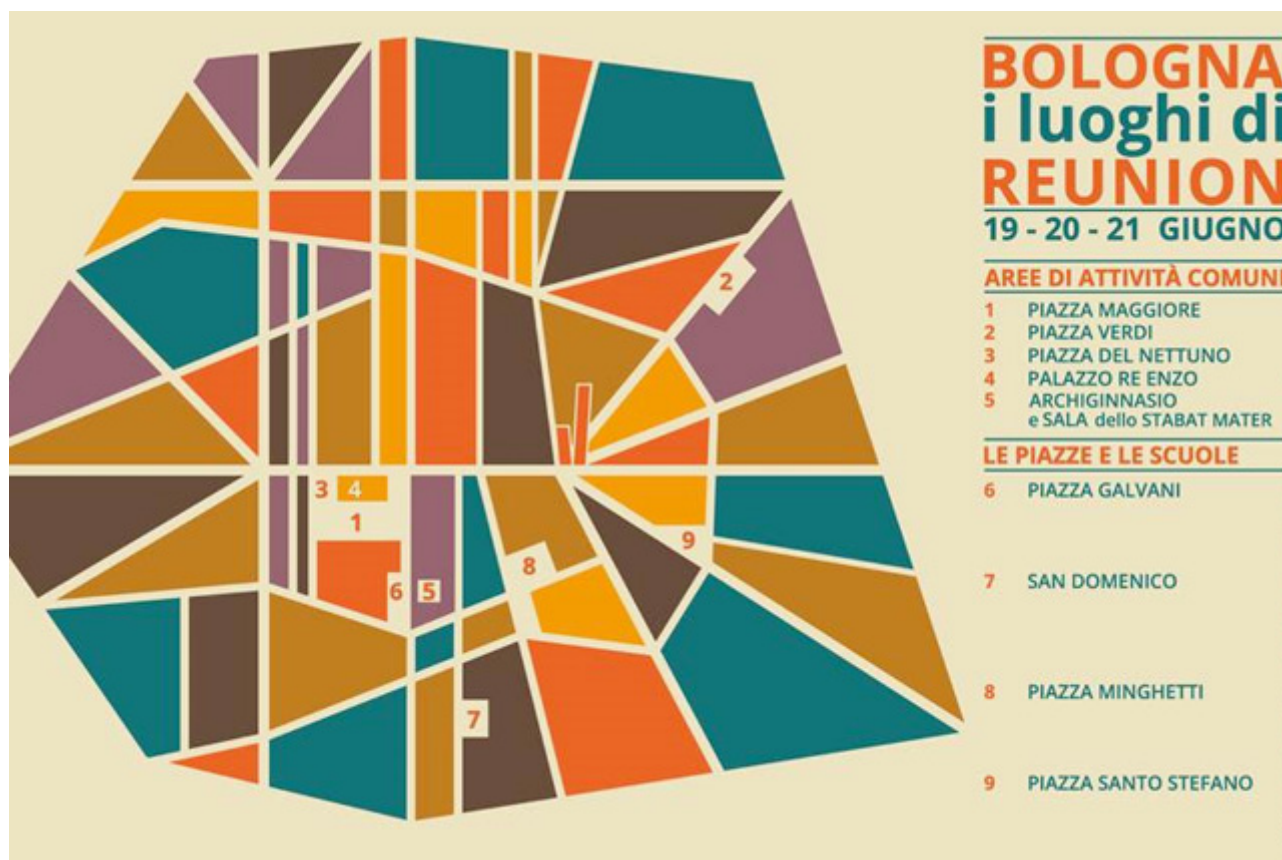 BOLOGNA
i luoghi di
REUNION
19 - 20 - 21 GIUGNO
AREE DI ATTIVITÀ COMUNI
1 PIAZZA MAGGIORE
2 PIAZZA VERDI
3 PIAZZA DEL NETTUNO
4 PALAZZO RE ENZO
5 ARCHIGINNASIO
e SALA dello STABAT MATER
LE PIAZZE E LE SCUOLE
6 PIAZZA GALVANI
7 SAN DOMENICO
8 PIAZZA MINGHETTI
9 PIAZZA SANTO STEFANO
2
3 4
1
6 5
8
9
7